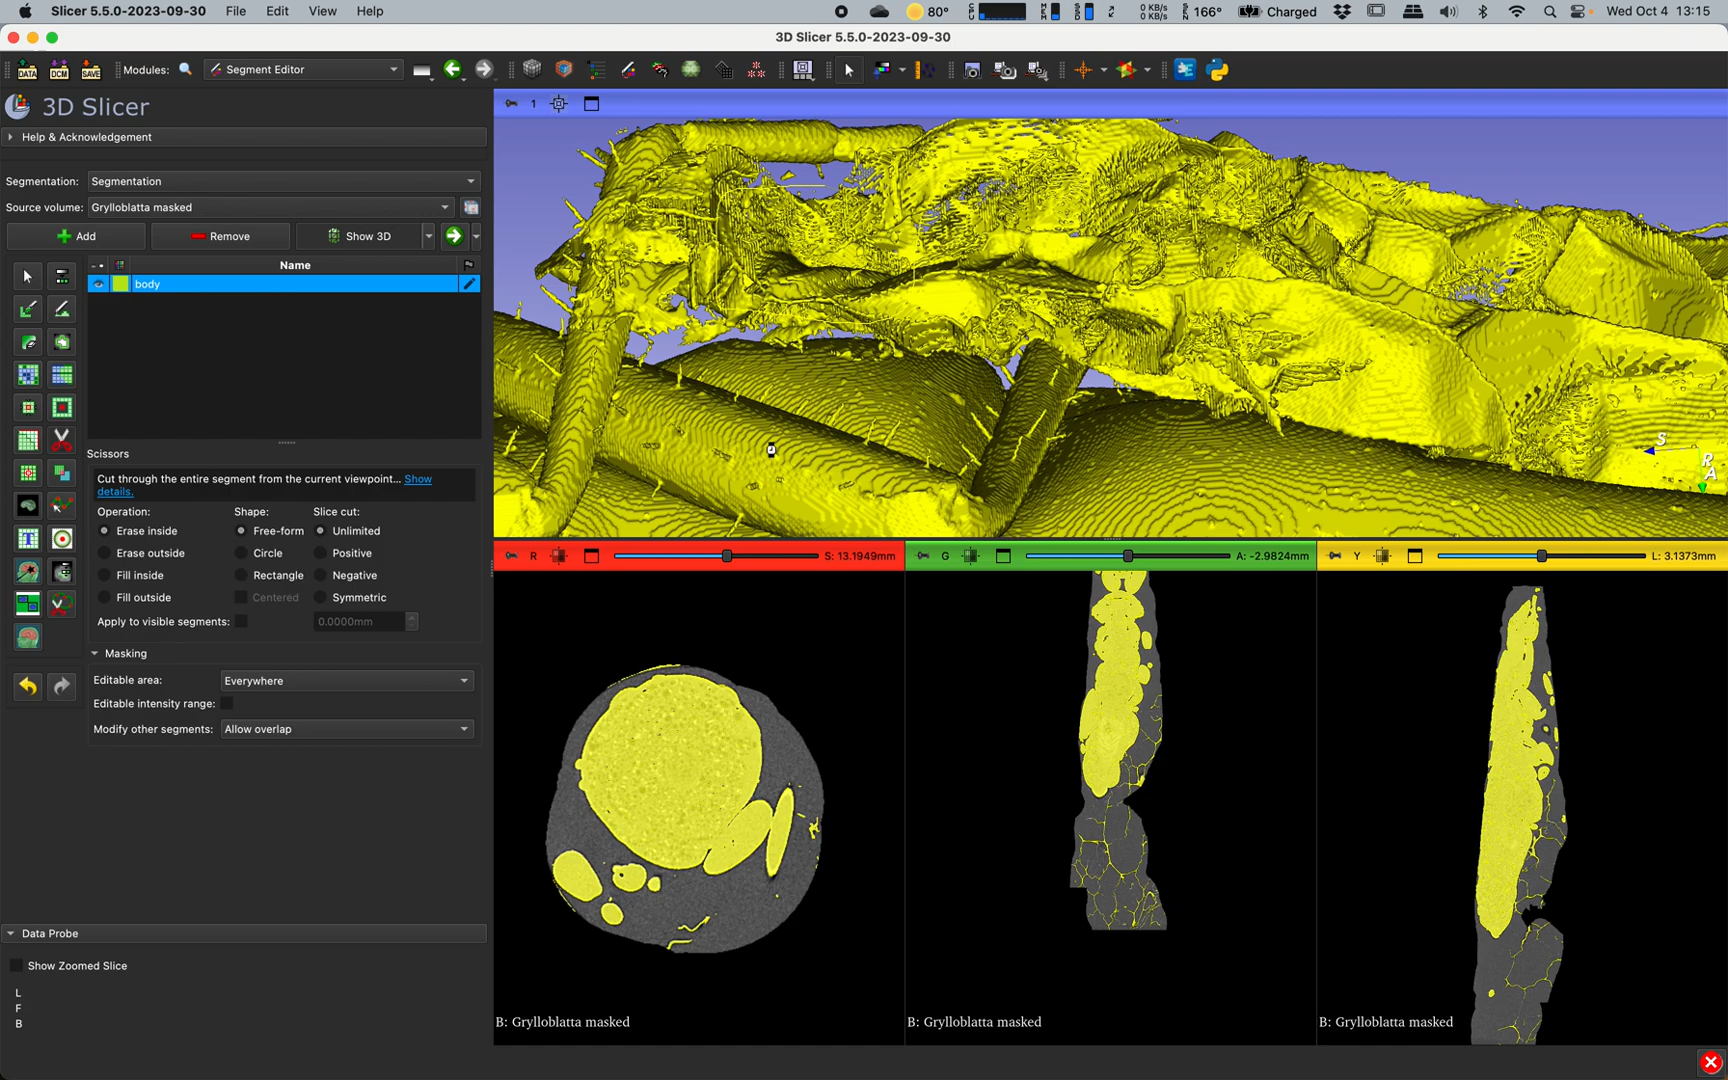 Slicer 5.5.0-2023-09-30 File Edit View Help 80° CPU MEM SSD 0 KB/s 0 KB/s SEN 166° Charged Wed Oct 4 13:15
3D Slicer 5.5.0-2023-09-30
DATA DCM SAVE Modules: Segment Editor
3D Slicer
1
Help & Acknowledgement
Segmentation: Segmentation
Source volume: Grylloblatta masked
Add Remove Show 3D
Name
body
Scissors
Cut through the entire segment from the current viewpoint... Show
details.
Operation: Shape: Slice cut:
Erase inside Free-form Unlimited
Erase outside Circle Positive
Fill inside Rectangle Negative
Fill outside Centered Symmetric
Apply to visible segments: 0.0000mm
Masking
Editable area: Everywhere
Editable intensity range:
Modify other segments: Allow overlap
Data Probe
Show Zoomed Slice
L
F
B
S
R
A
R S: 13.1949mm
G A: -2.9824mm
Y L: 3.1373mm
B: Grylloblatta masked
B: Grylloblatta masked
B: Grylloblatta masked